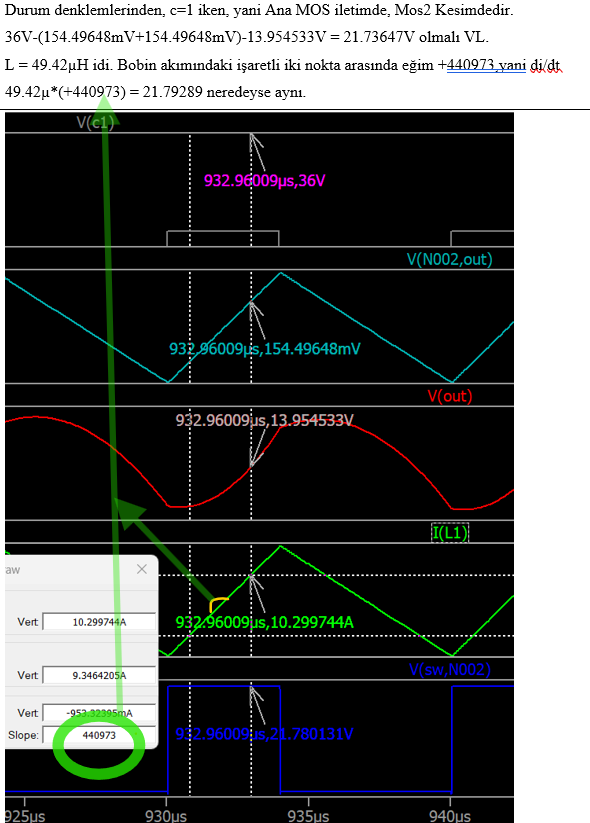 Durum denklemlerinden, c=1 iken, yani Ana MOS iletimde, Mos2 Kesimdedir.
36V-(154.49648mV+154.49648mV)-13.954533V = 21.73647V olmalı VL.
L = 49.42µH idi. Bobin akımındaki işaretli iki nokta arasında eğim +440973,yani di/dt
49.42µ*(+440973) = 21.79289 neredeyse aynı.
V(c1)
932.96009µs,36V
V(N002,out)
932.96009µs,154.49648mV
V(out)
932.96009µs,13.954533V
I(L1)
aw
Vert 10.299744A
932.96009µs,10.299744A
Vert 9.3464205A
V(sw,N002)
Vert -953.32395mA
Slope: 440973
932.96009µs,21.780131V
925µs 930µs 935µs 940µs